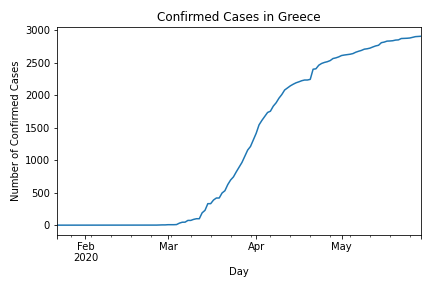 Confirmed Cases in Greece
3000
2500
2000
1500
1000
500
0
Number of Confirmed Cases
Feb
2020
Mar
Apr
May
Day